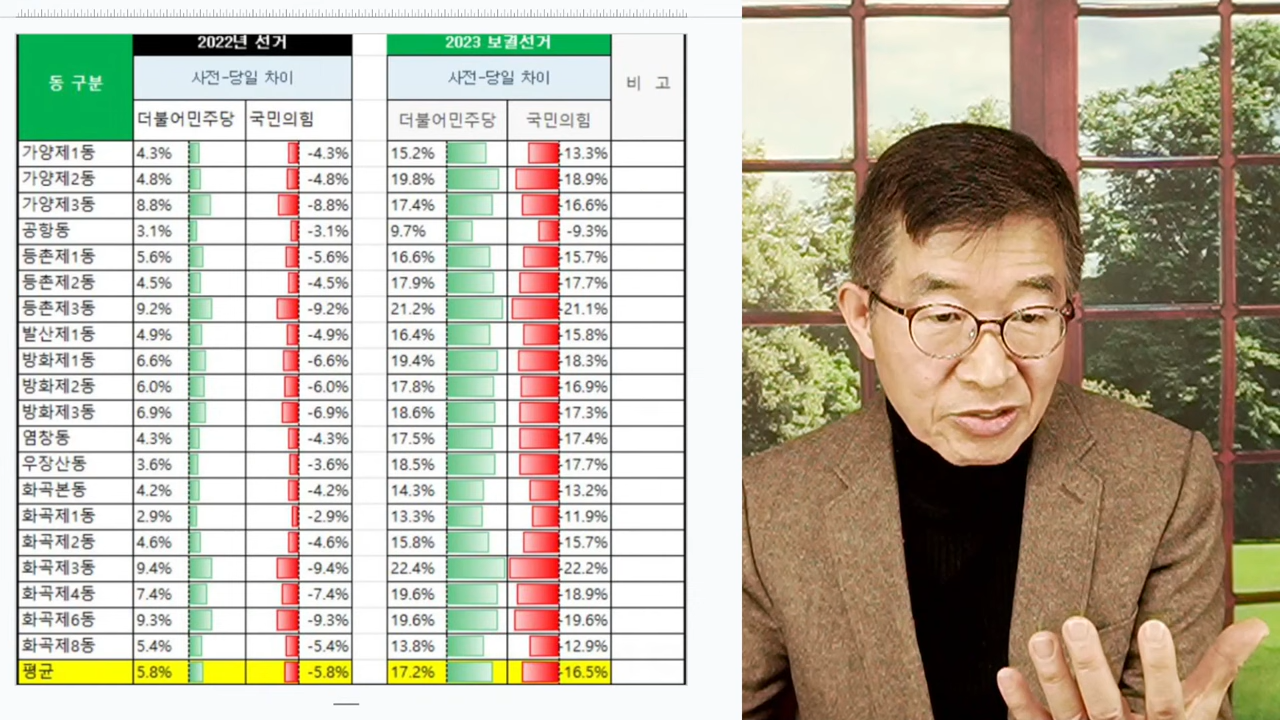 동 구분 2022년 선거 2023 보궐선거 비 고
사전-당일 차이 사전-당일 차이
더불어민주당 국민의힘 더불어민주당 국민의힘
가양제1동 4.3% -4.3% 15.2% -13.3%
가양제2동 4.8% -4.8% 19.8% -18.9%
가양제3동 8.8% -8.8% 17.4% -16.6%
공항동 3.1% -3.1% 9.7% -9.3%
등촌제1동 5.6% -5.6% 16.6% -15.7%
등촌제2동 4.5% -4.5% 17.9% -17.7%
등촌제3동 9.2% -9.2% 21.2% -21.1%
발산제1동 4.9% -4.9% 16.4% -15.8%
방화제1동 6.6% -6.6% 19.4% -18.3%
방화제2동 6.0% -6.0% 17.8% -16.9%
방화제3동 6.9% -6.9% 18.6% -17.3%
염창동 4.3% -4.3% 17.5% -17.4%
우장산동 3.6% -3.6% 18.5% -17.7%
화곡본동 4.2% -4.2% 14.3% -13.2%
화곡제1동 2.9% -2.9% 13.3% -11.9%
화곡제2동 4.6% -4.6% 15.8% -15.7%
화곡제3동 9.4% -9.4% 22.4% -22.2%
화곡제4동 7.4% -7.4% 19.6% -18.9%
화곡제6동 9.3% -9.3% 19.6% -19.6%
화곡제8동 5.4% -5.4% 13.8% -12.9%
평균 5.8% -5.8% 17.2% -16.5%